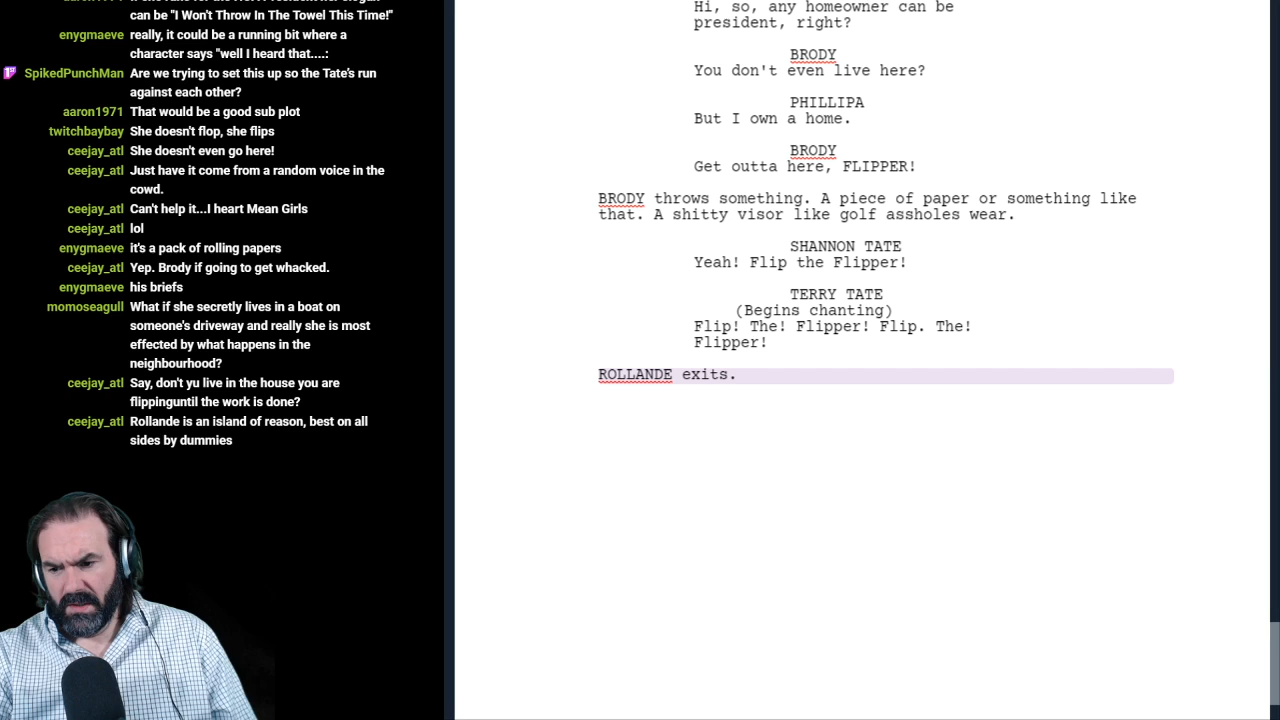 can be "I Won't Throw In The Towel This Time!"
enygmaeve really, it could be a running bit where a
character says "well I heard that....:
SpikedPunchMan Are we trying to set this up so the Tate's run
against each other?
aaron1971 That would be a good sub plot
twitchbaybay She doesn't flop, she flips
ceejay_atl She doesn't even go here!
ceejay_atl Just have it come from a random voice in the
cowd.
ceejay_atl Can't help it...I heart Mean Girls
ceejay_atl lol
enygmaeve it's a pack of rolling papers
ceejay_atl Yep. Brody if going to get whacked.
enygmaeve his briefs
momoseagull What if she secretly lives in a boat on
someone's driveway and really she is most
effected by what happens in the
neighbourhood?
ceejay_atl Say, don't yu live in the house you are
flippinguntil the work is done?
ceejay_atl Rollande is an island of reason, best on all
sides by dummies
Hi, so, any homeowner can be
president, right?
BRODY
You don't even live here?
PHILLIPA
But I own a home.
BRODY
Get outta here, FLIPPER!
BRODY throws something. A piece of paper or something like
that. A shitty visor like golf assholes wear.
SHANNON TATE
Yeah! Flip the Flipper!
TERRY TATE
(Begins chanting)
Flip! The! Flipper! Flip. The!
Flipper!
ROLLANDE exits.